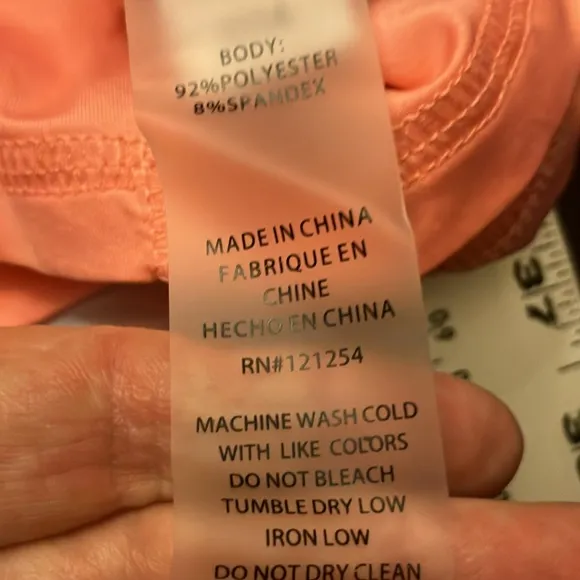 BODY:
92%POLYESTER
8%SPANDEX
MADE IN CHINA
FABRIQUE EN
CHINE
HECHO EN CHINA
RN#121254
MACHINE WASH COLD
WITH LIKE COLORS
DO NOT BLEACH
TUMBLE DRY LOW
IRON LOW
DO NOT DRY CLEAN
37